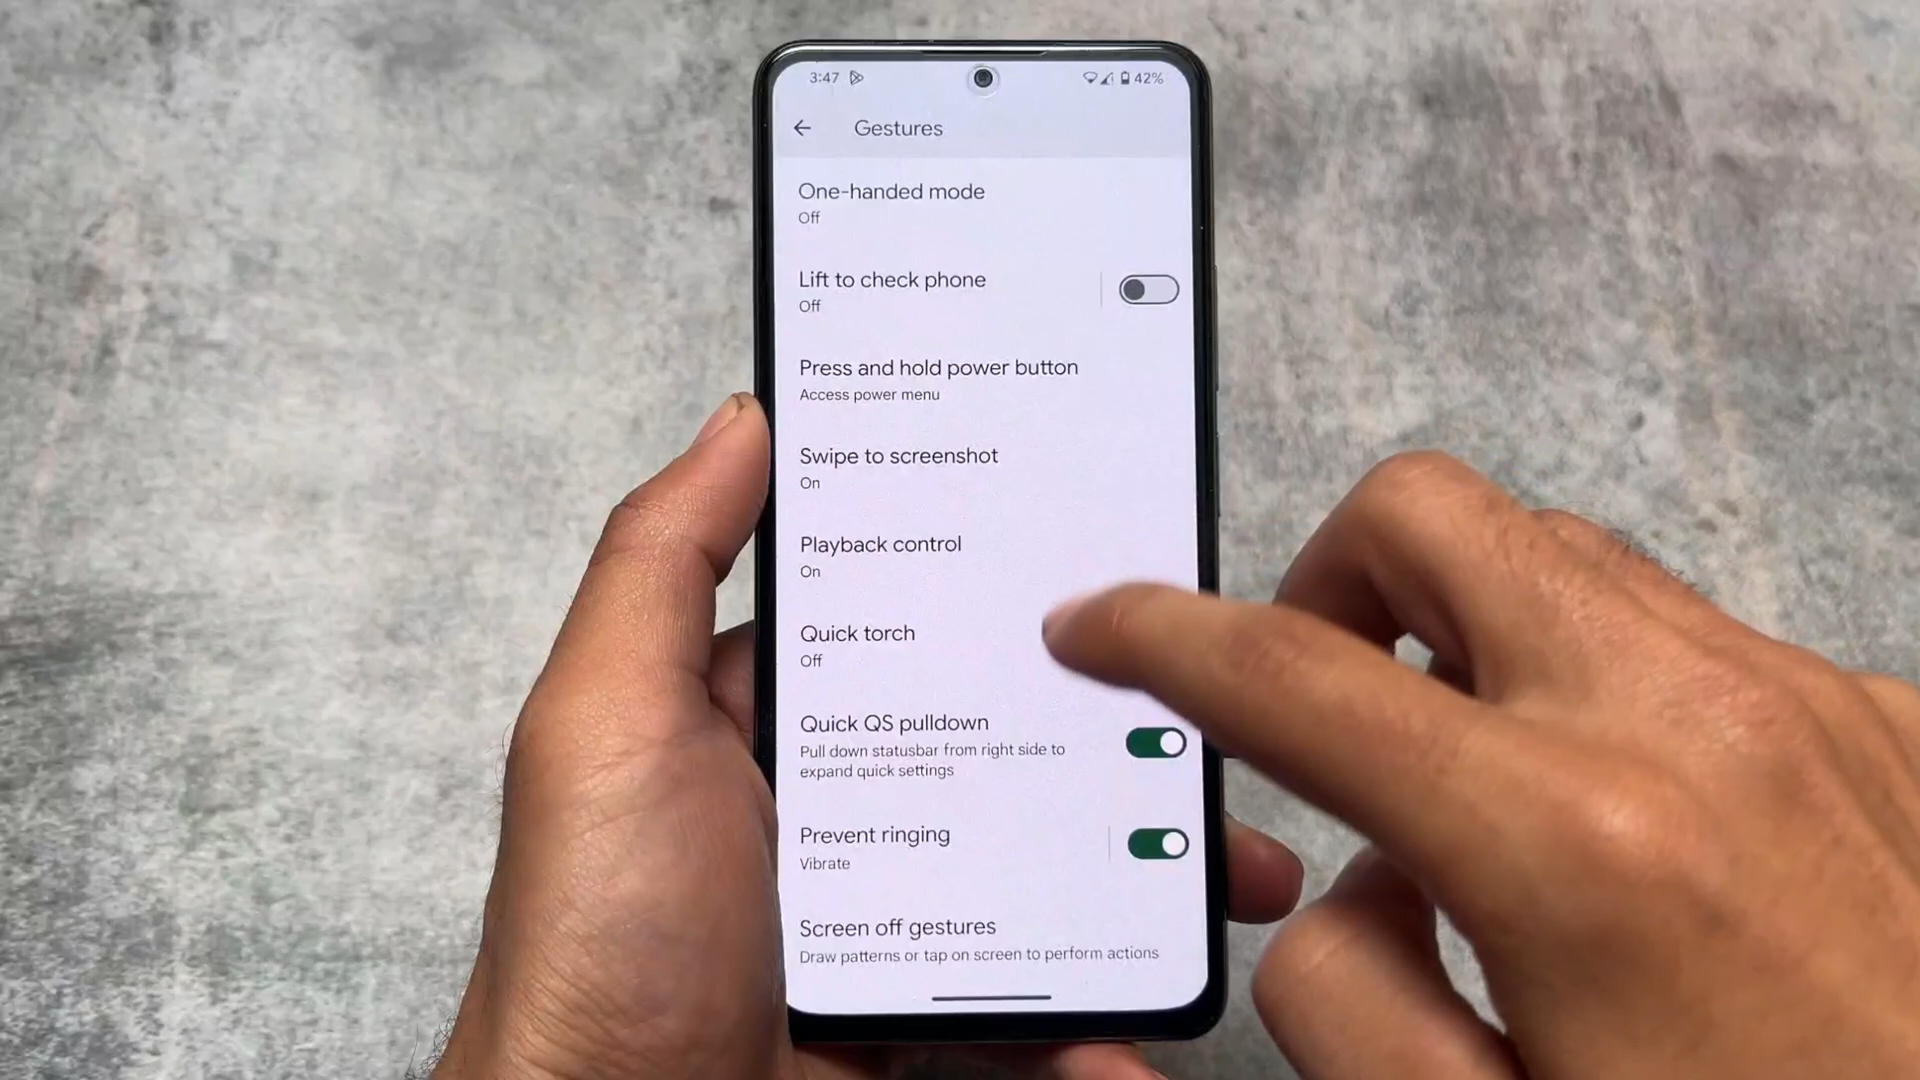 3:47
42%
Gestures
One-handed mode
Off
Lift to check phone
Off
Press and hold power button
Access power menu
Swipe to screenshot
On
Playback control
On
Quick torch
Off
Quick QS pulldown
Pull down statusbar from right side to
expand quick settings
Prevent ringing
Vibrate
Screen off gestures
Draw patterns or tap on screen to perform actions